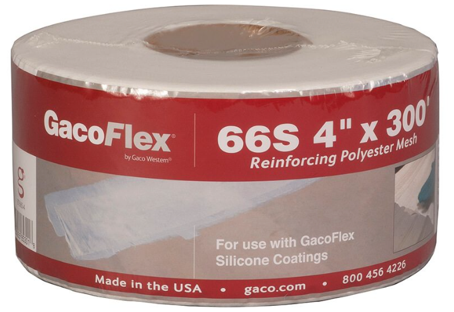 GacoFlex®
by Gaco Western®
66S 4" x 300'
Reinforcing Polyester Mesh
For use with GacoFlex
Silicone Coatings
Made in the USA • gaco.com • 800 456 4226